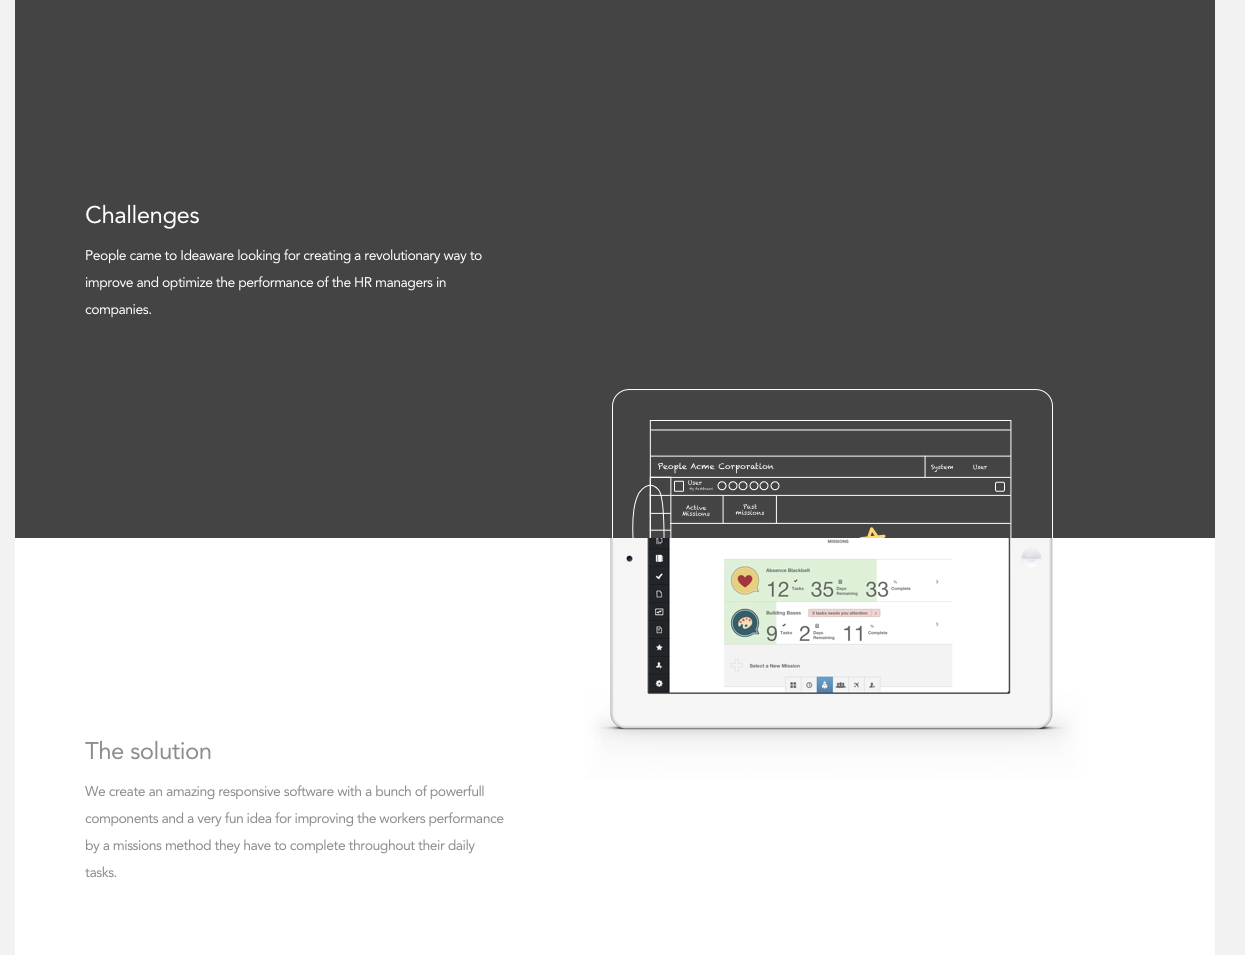 Challenges
People came to Ideaware looking for creating a revolutionary way to
improve and optimize the performance of the HR managers in
companies.
People Acme Corporation
System
User
User
My dashboard
Active
Missions
Past
missions
MISSIONS
Absence Blackbelt
12 Tasks 35 Days Remaining 33 % Complete
Building Bases 3 tasks needs you attention
9 Tasks 2 Days Remaining 11 % Complete
Select a New Mission
The solution
We create an amazing responsive software with a bunch of powerfull
components and a very fun idea for improving the workers performance
by a missions method they have to complete throughout their daily
tasks.